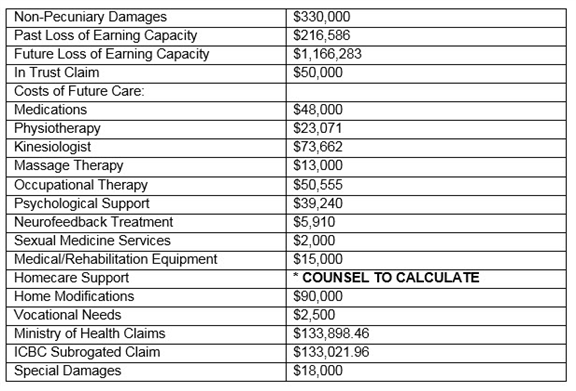 Non-Pecuniary Damages $330,000
Past Loss of Earning Capacity $216,586
Future Loss of Earning Capacity $1,166,283
In Trust Claim $50,000
Costs of Future Care:
Medications $48,000
Physiotherapy $23,071
Kinesiologist $73,662
Massage Therapy $13,000
Occupational Therapy $50,555
Psychological Support $39,240
Neurofeedback Treatment $5,910
Sexual Medicine Services $2,000
Medical/Rehabilitation Equipment $15,000
Homecare Support * COUNSEL TO CALCULATE
Home Modifications $90,000
Vocational Needs $2,500
Ministry of Health Claims $133,898.46
ICBC Subrogated Claim $133,021.96
Special Damages $18,000